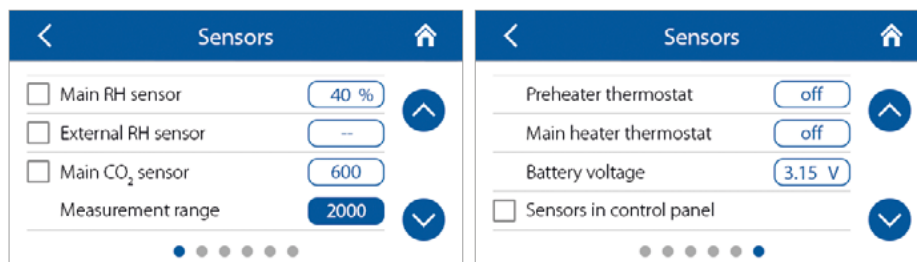 Sensors
Main RH sensor 40 %
External RH sensor --
Main CO₂ sensor 600
Measurement range 2000
Sensors
Preheater thermostat off
Main heater thermostat off
Battery voltage 3.15 V
Sensors in control panel